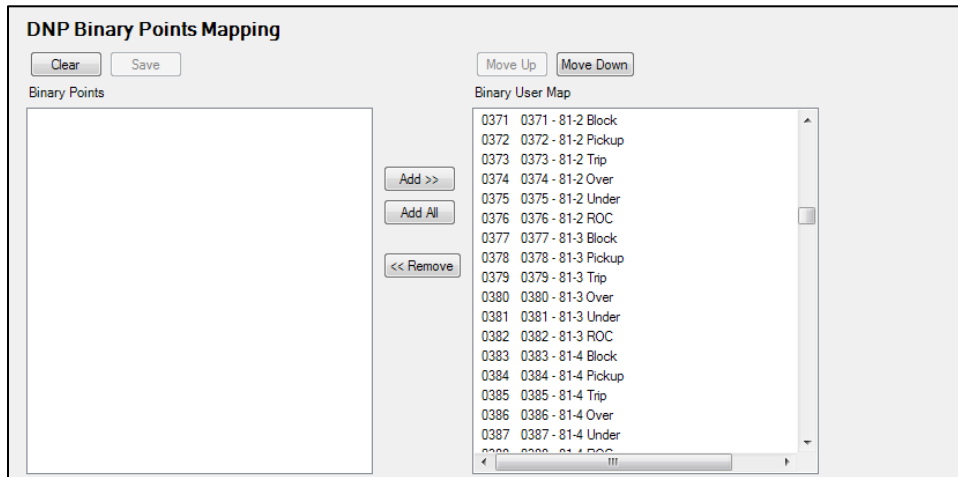 DNP Binary Points Mapping
Clear Save Move Up Move Down
Binary Points Binary User Map
0371 0371 - 81-2 Block
0372 0372 - 81-2 Pickup
0373 0373 - 81-2 Trip
Add >>
0374 0374 - 81-2 Over
0375 0375 - 81-2 Under
Add All
0376 0376 - 81-2 ROC
0377 0377 - 81-3 Block
0378 0378 - 81-3 Pickup
<< Remove
0379 0379 - 81-3 Trip
0380 0380 - 81-3 Over
0381 0381 - 81-3 Under
0382 0382 - 81-3 ROC
0383 0383 - 81-4 Block
0384 0384 - 81-4 Pickup
0385 0385 - 81-4 Trip
0386 0386 - 81-4 Over
0387 0387 - 81-4 Under